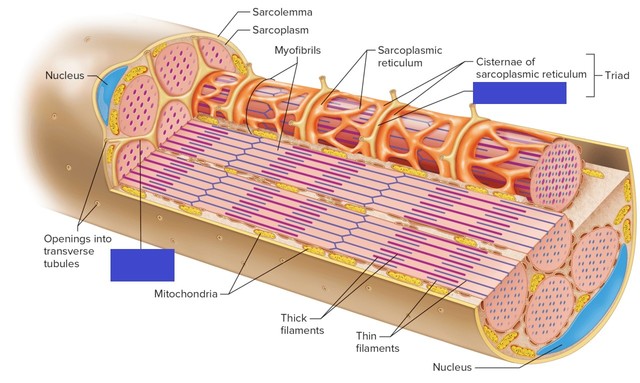 Sarcolemma
Sarcoplasm
Myofibrils
Sarcoplasmic
reticulum
Cisternae of
sarcoplasmic reticulum
Triad
Nucleus
Openings into
transverse
tubules
Mitochondria
Thick
filaments
Thin
filaments
Nucleus